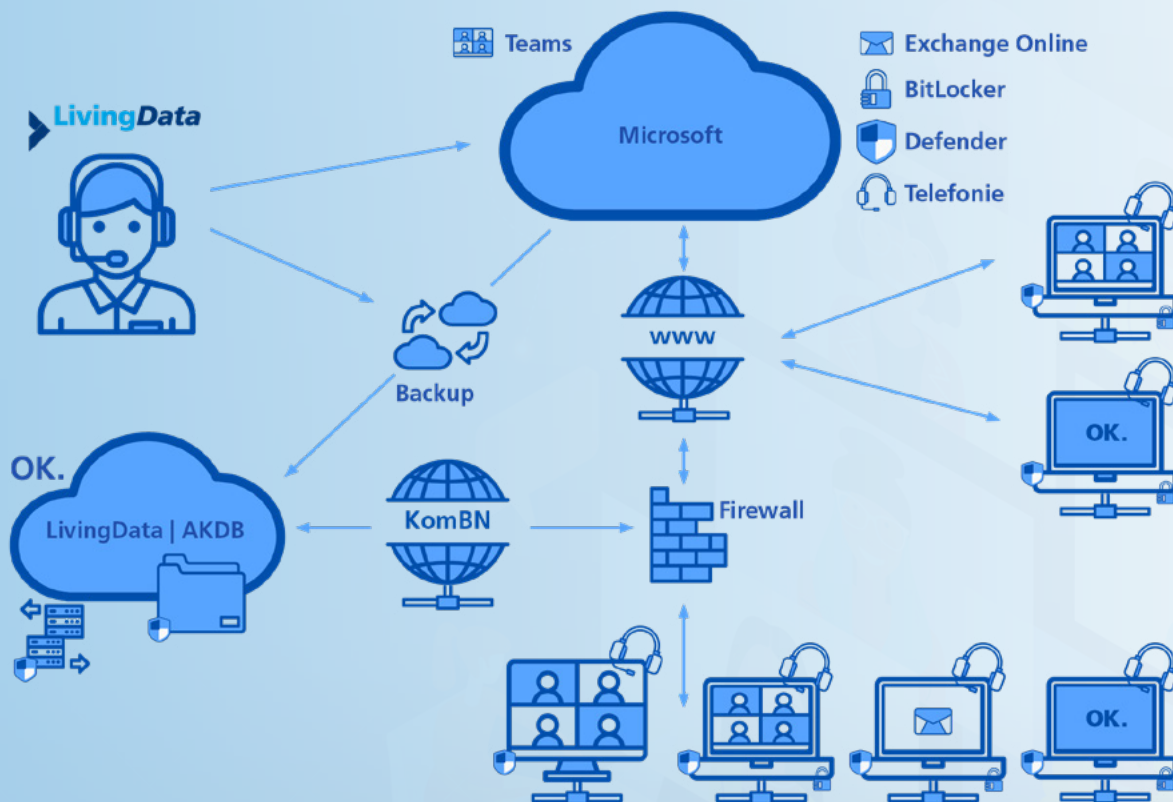 Teams
Exchange Online
BitLocker
Defender
Telefonie
LivingData
Microsoft
www
Backup
OK.
LivingData | AKDB
KomBN
Firewall
OK.
OK.